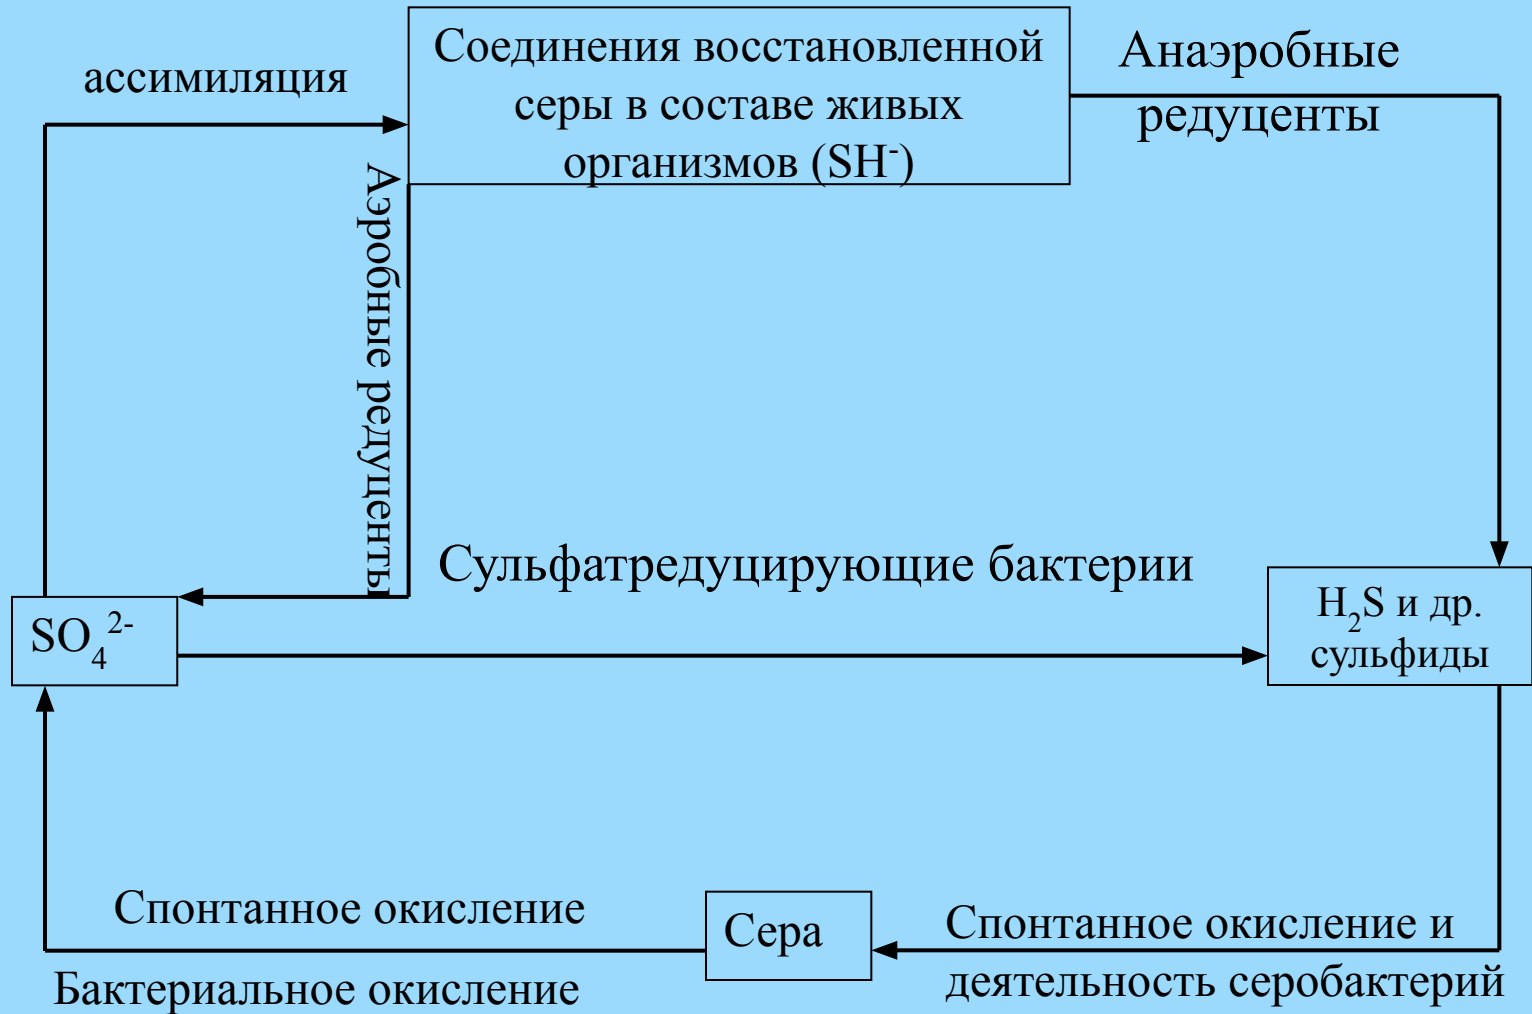 ассимиляция
Соединения восстановленной
серы в составе живых
организмов (SH⁻)
Анаэробные
редуценты
Аэробные редуценты
Сульфатредуцирующие бактерии
SO₄²⁻
H₂S и др.
сульфиды
Спонтанное окисление
Бактериальное окисление
Сера
Спонтанное окисление и
деятельность серобактерий